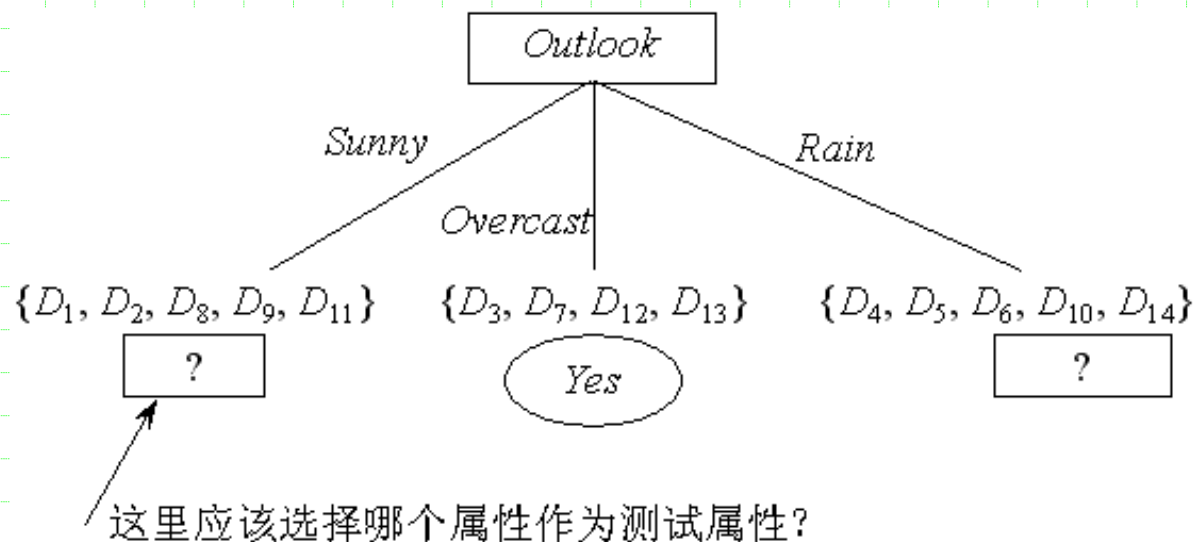 Outlook
Sunny
Rain
Overcast
{D₁, D₂, D₈, D₉, D₁₁} {D₃, D₇, D₁₂, D₁₃} {D₄, D₅, D₆, D₁₀, D₁₄}
? Yes ?
这里应该选择哪个属性作为测试属性?